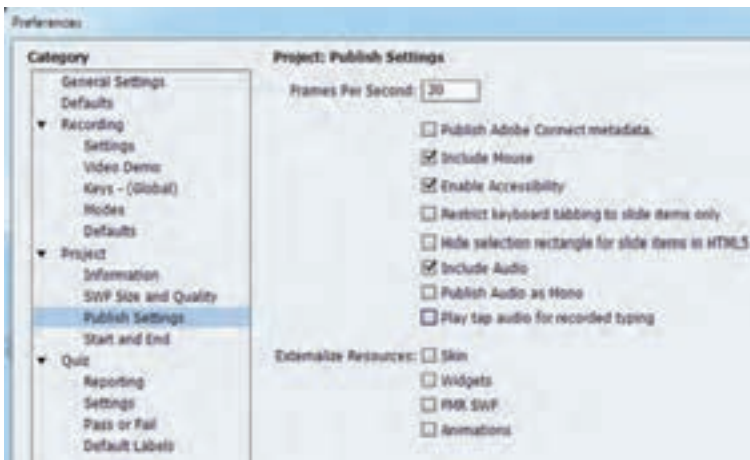 Preferences
Category
General Settings
Defaults
Recording
Settings
Video Demo
Keys - (Global)
Modes
Defaults
Project
Information
SWF Size and Quality
Publish Settings
Start and End
Quiz
Reporting
Settings
Pass or Fail
Default Labels
Project: Publish Settings
Frames Per Second: 20
Publish Adobe Connect metadata.
Include Mouse
Enable Accessibility
Restrict keyboard tabbing to slide items only
Hide selection rectangle for slide items in HTML5
Include Audio
Publish Audio as Mono
Play tap audio for recorded typing
Externalize Resources: Skin
Widgets
FMR SWF
Animations